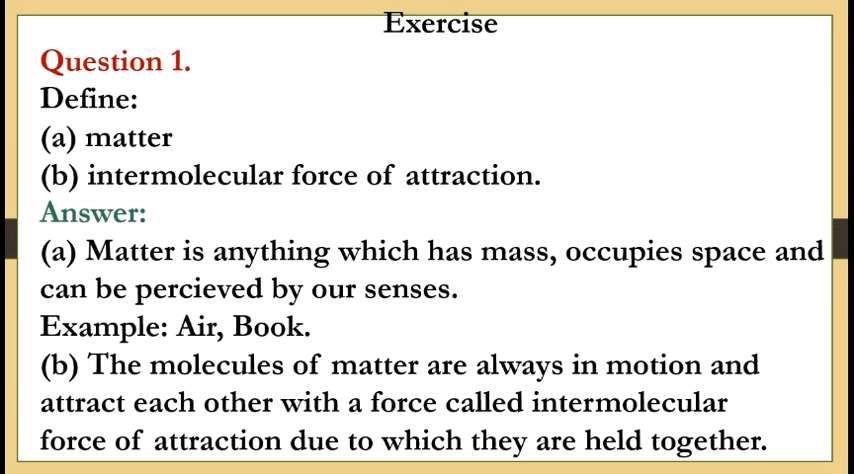 Exercise
Question 1.
Define:
(a) matter
(b) intermolecular force of attraction.
Answer:
(a) Matter is anything which has mass, occupies space and
can be percieved by our senses.
Example: Air, Book.
(b) The molecules of matter are always in motion and
attract each other with a force called intermolecular
force of attraction due to which they are held together.